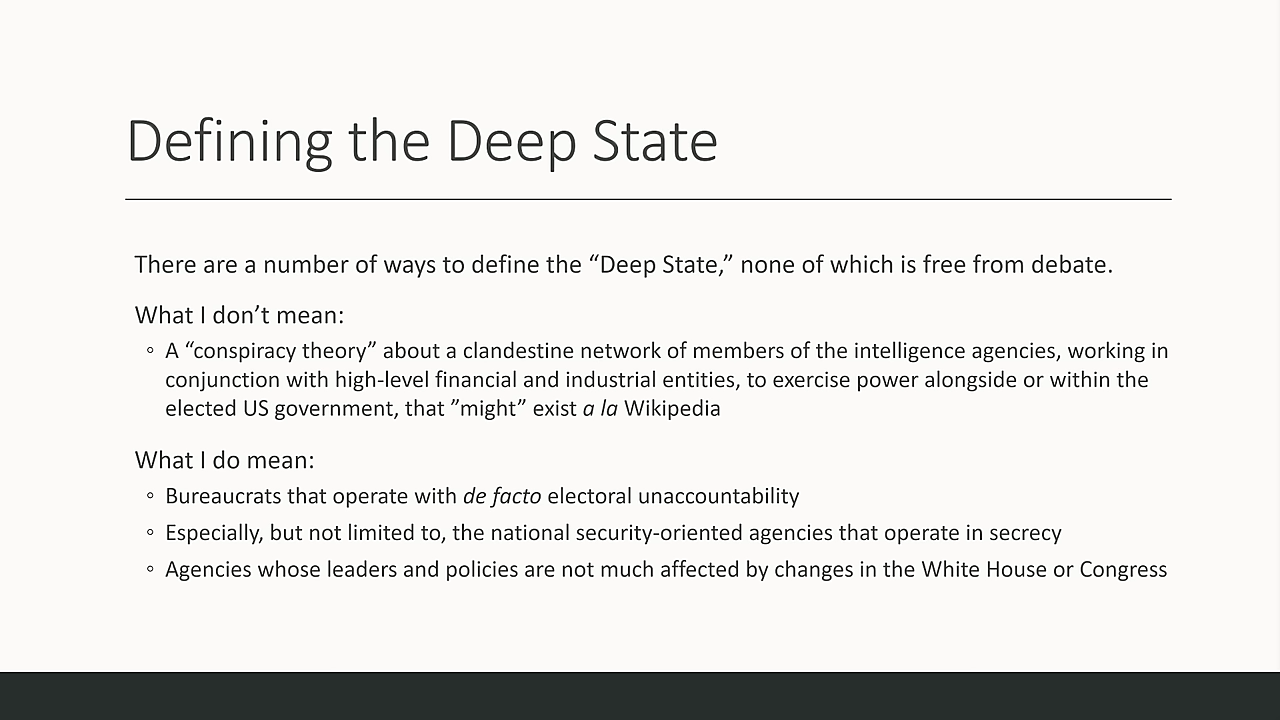 Defining the Deep State
There are a number of ways to define the “Deep State,” none of which is free from debate.
What I don’t mean:
◦ A “conspiracy theory” about a clandestine network of members of the intelligence agencies, working in
conjunction with high-level financial and industrial entities, to exercise power alongside or within the
elected US government, that ”might” exist a la Wikipedia
What I do mean:
◦ Bureaucrats that operate with de facto electoral unaccountability
◦ Especially, but not limited to, the national security-oriented agencies that operate in secrecy
◦ Agencies whose leaders and policies are not much affected by changes in the White House or Congress